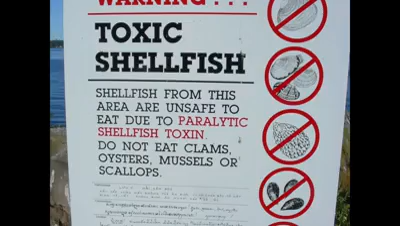 WARNING...
TOXIC
SHELLFISH
SHELLFISH FROM THIS
AREA ARE UNSAFE TO
EAT DUE TO PARALYTIC
SHELLFISH TOXIN.
DO NOT EAT CLAMS,
OYSTERS, MUSSELS OR
SCALLOPS.